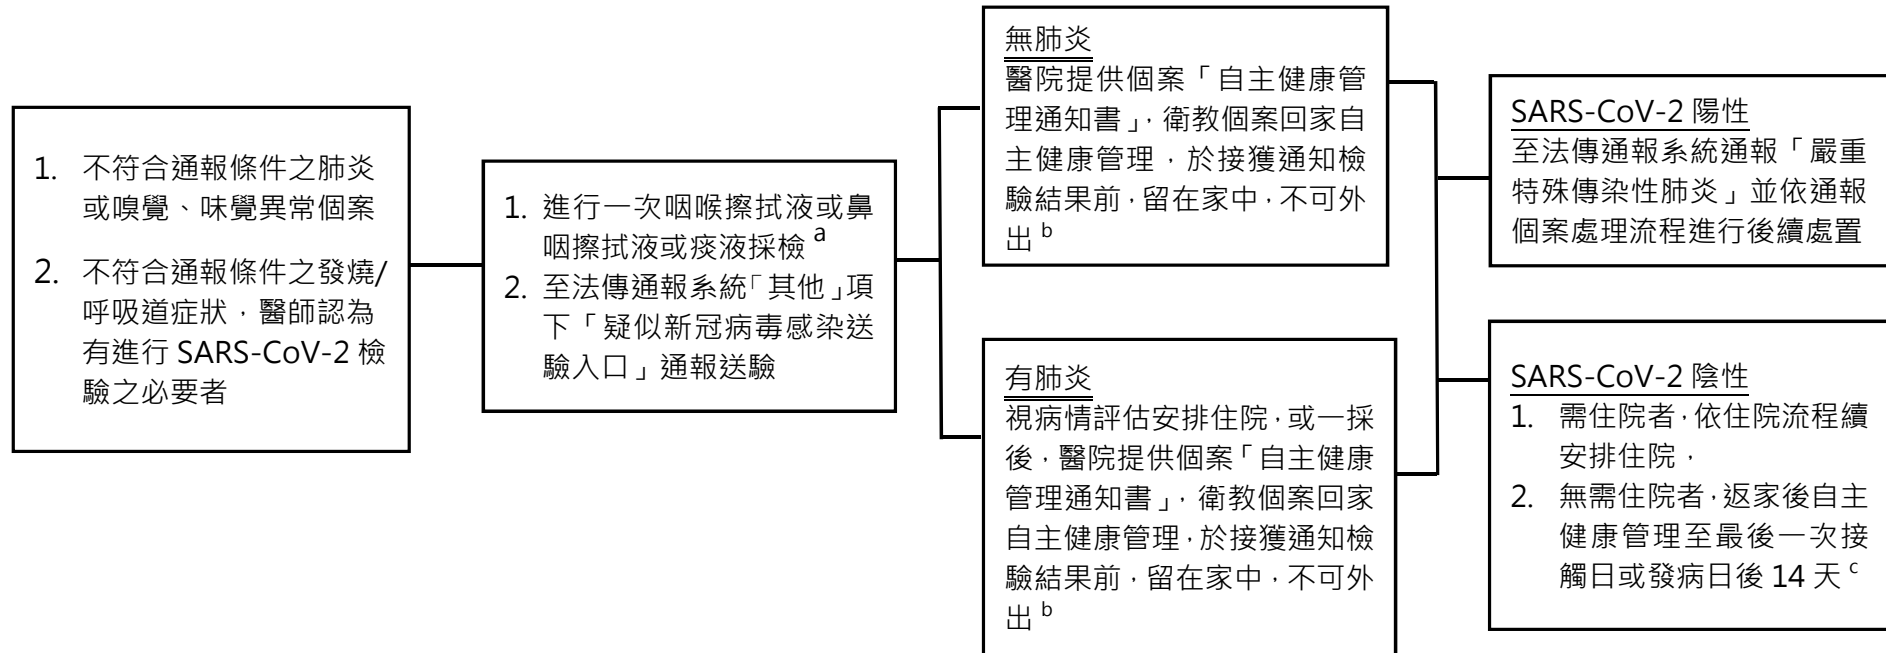 1. 不符合通報條件之肺炎
或嗅覺、味覺異常個案
2. 不符合通報條件之發燒/
呼吸道症狀，醫師認為
有進行 SARS-CoV-2 檢
驗之必要者
1. 進行一次咽喉擦拭液或鼻
咽擦拭液或痰液採檢 a
2. 至法傳通報系統「其他」項
下「疑似新冠病毒感染送
驗入口」通報送驗
無肺炎
醫院提供個案「自主健康管
理通知書」，衛教個案回家自
主健康管理，於接獲通知檢
驗結果前，留在家中，不可外
出 b
有肺炎
視病情評估安排住院，或一採
後，醫院提供個案「自主健康
管理通知書」，衛教個案回家
自主健康管理，於接獲通知檢
驗結果前，留在家中，不可外
出 b
SARS-CoV-2 陽性
至法傳通報系統通報「嚴重
特殊傳染性肺炎」並依通報
個案處理流程進行後續處置
SARS-CoV-2 陰性
1. 需住院者，依住院流程續
安排住院，
2. 無需住院者，返家後自主
健康管理至最後一次接
觸日或發病日後 14 天 c